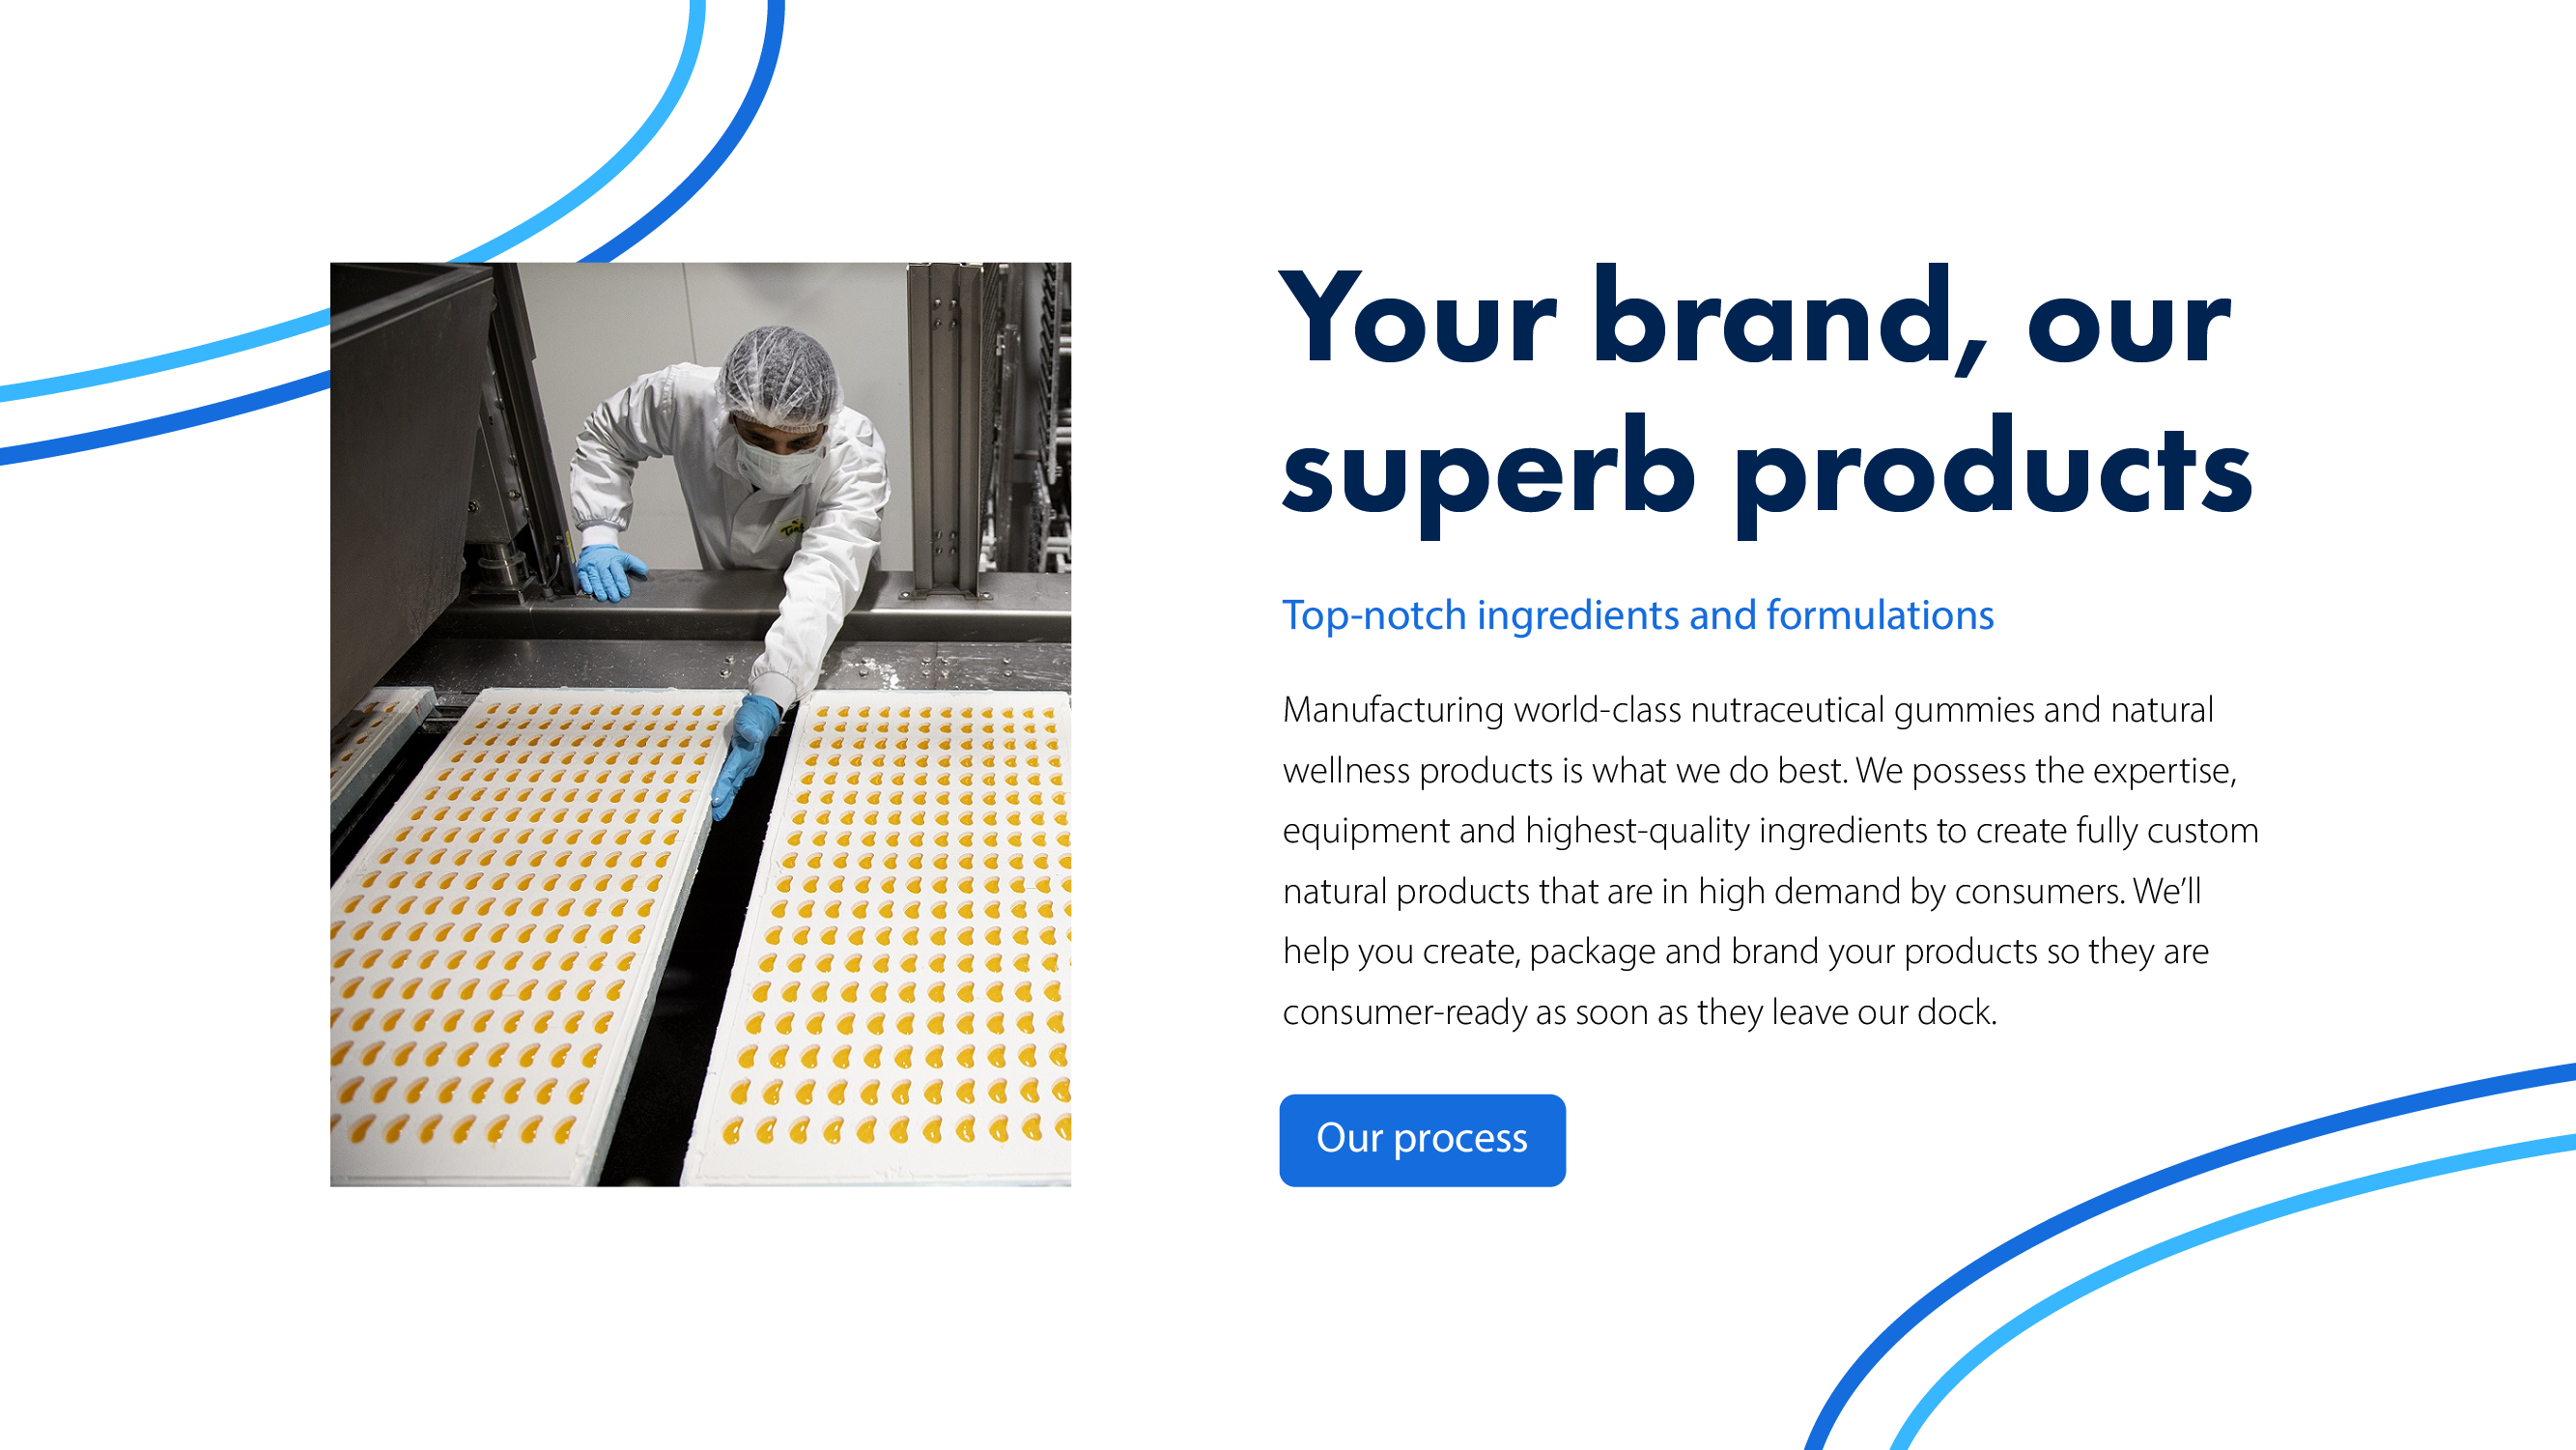 Your brand, our
superb products
Top-notch ingredients and formulations
Manufacturing world-class nutraceutical gummies and natural
wellness products is what we do best. We possess the expertise,
equipment and highest-quality ingredients to create fully custom
natural products that are in high demand by consumers. We’ll
help you create, package and brand your products so they are
consumer-ready as soon as they leave our dock.
Our process